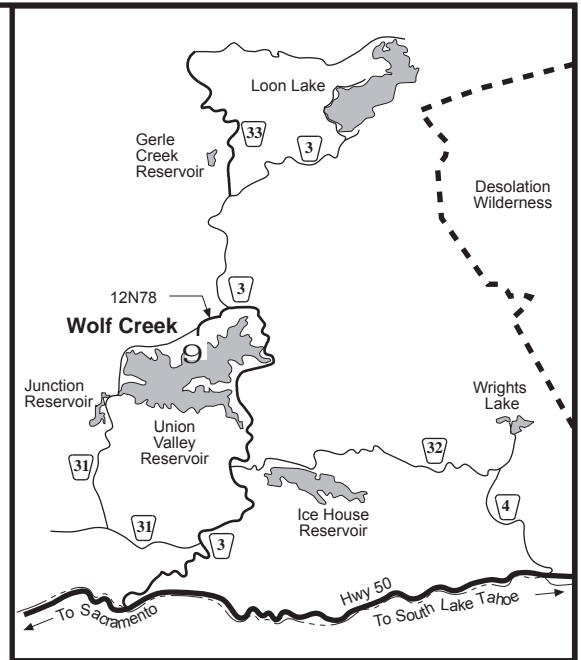 Loon Lake
33
3
Gerle
Creek
Reservoir
Desolation
Wilderness
12N78
3
Wolf Creek
9
Junction
Reservoir
Union
Valley
Reservoir
Wrights
Lake
32
31
Ice House
Reservoir
4
31
3
Hwy 50
To Sacramento
To South Lake Tahoe